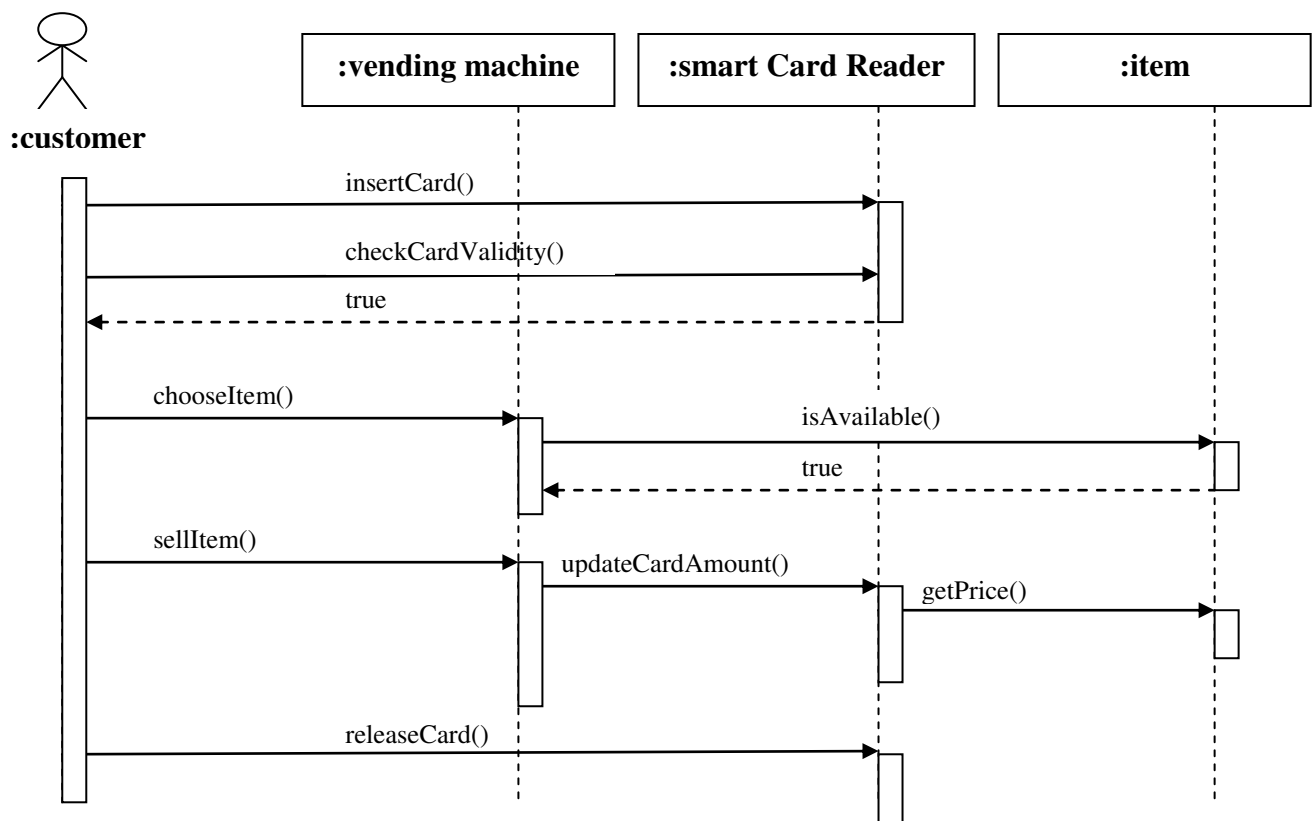 :vending machine
:smart Card Reader
:item
:customer
insertCard()
checkCardValidity()
true
chooseItem()
isAvailable()
true
sellItem()
updateCardAmount()
getPrice()
releaseCard()